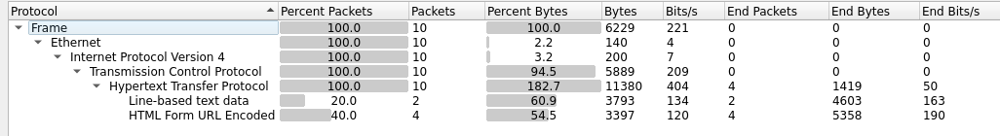 Protocol Percent Packets Packets Percent Bytes Bytes Bits/s End Packets End Bytes End Bits/s
Frame 100.0 10 100.0 6229 221 0 0 0
Ethernet 100.0 10 2.2 140 4 0 0 0
Internet Protocol Version 4 100.0 10 3.2 200 7 0 0 0
Transmission Control Protocol 100.0 10 94.5 5889 209 0 0 0
Hypertext Transfer Protocol 100.0 10 182.7 11380 404 4 1419 50
Line-based text data 20.0 2 60.9 3793 134 2 4603 163
HTML Form URL Encoded 40.0 4 54.5 3397 120 4 5358 190